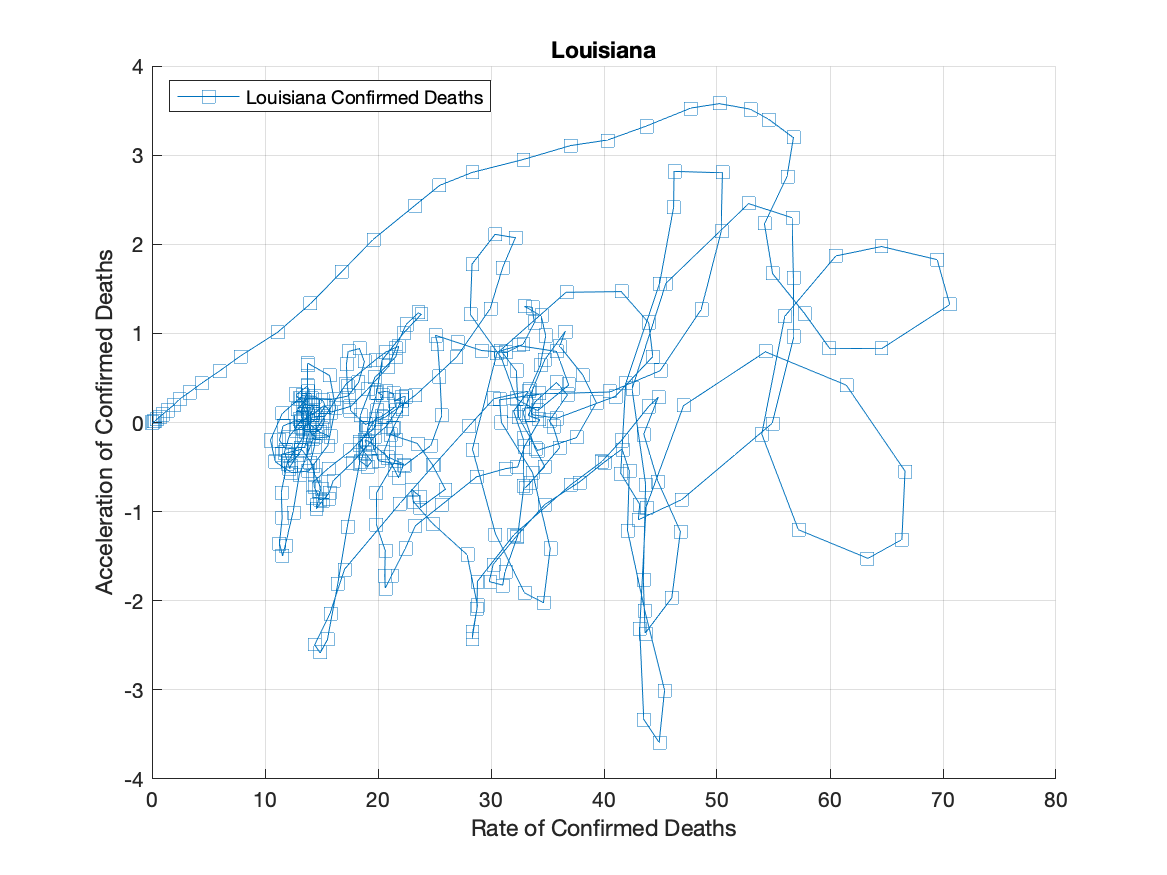 Louisiana
Louisiana Confirmed Deaths
Acceleration of Confirmed Deaths
4
3
2
1
0
-1
-2
-3
-4
0 10 20 30 40 50 60 70 80
Rate of Confirmed Deaths